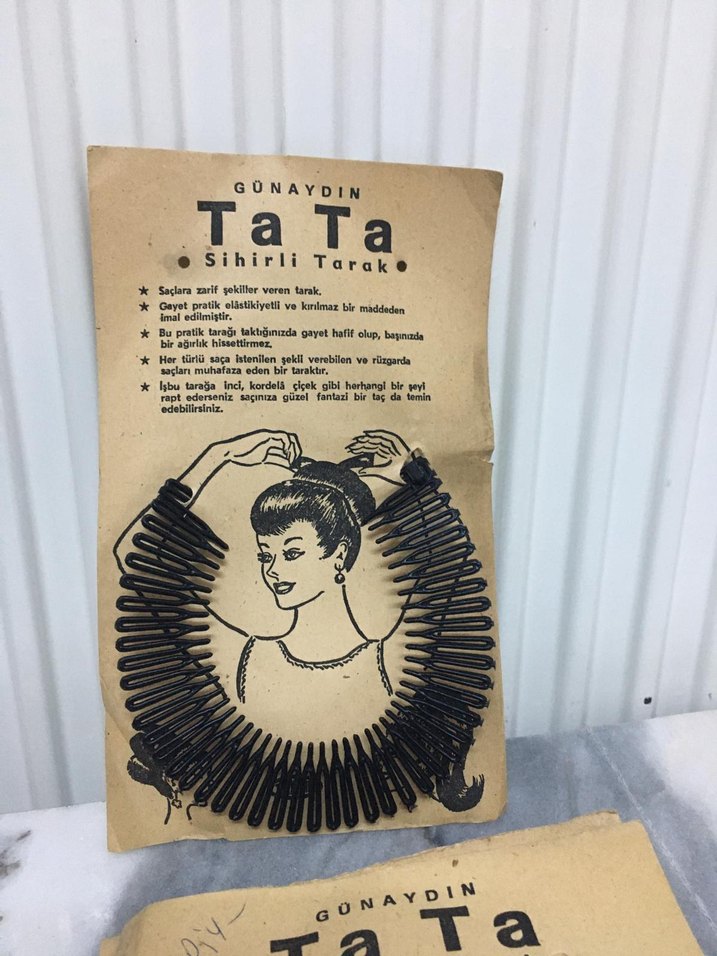 GÜNAYDIN
Ta Ta
Sihirli Tarak
★ Saçlara zarif şekiller veren tarak.
★ Gayet pratik elâstikiyetli ve kırılmaz bir maddeden
imal edilmiştir.
★ Bu pratik tarağı taktığınızda gayet hafif olup, başınızda
bir ağırlık hissettirmez.
★ Her türlü saça istenilen şekli verebilen ve rüzgarda
saçları muhafaza eden bir taraktır.
★ İşbu tarağa inci, kordelâ çiçek gibi herhangi bir şeyi
rapt ederseniz saçınıza güzel fantazi bir taç da temin
edebilirsiniz.
GÜNAYDIN
Ta Ta